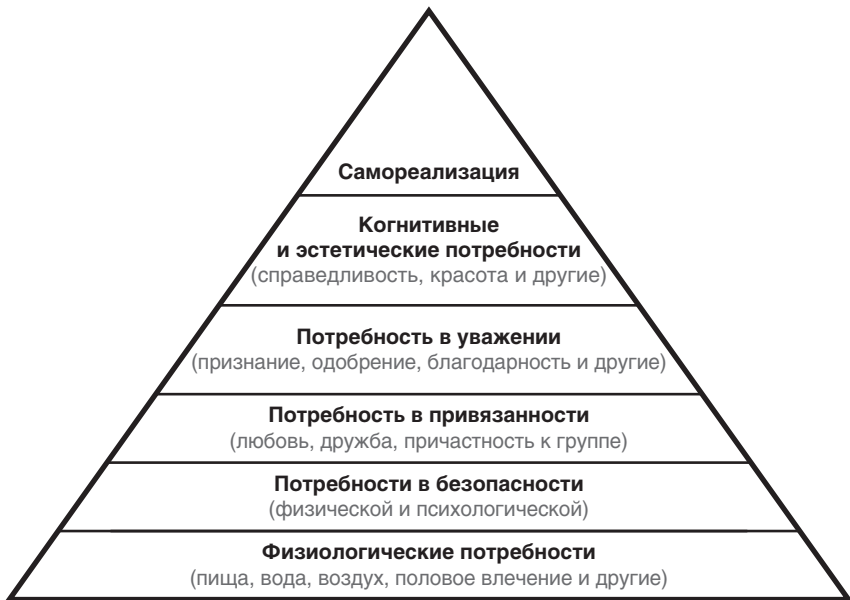 Самореализация
Когнитивные
и эстетические потребности
(справедливость, красота и другие)
Потребность в уважении
(признание, одобрение, благодарность и другие)
Потребность в привязанности
(любовь, дружба, причастность к группе)
Потребности в безопасности
(физической и психологической)
Физиологические потребности
(пища, вода, воздух, половое влечение и другие)